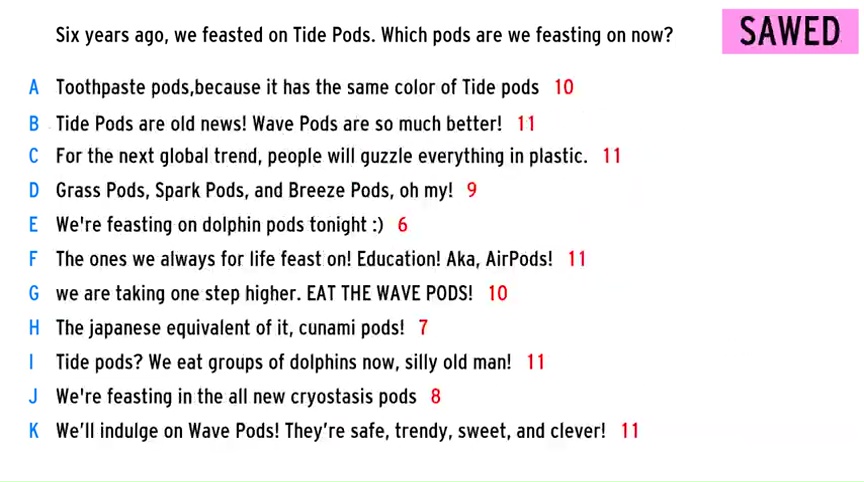 Six years ago, we feasted on Tide Pods. Which pods are we feasting on now?
SAWED
A Toothpaste pods,because it has the same color of Tide pods 10
B Tide Pods are old news! Wave Pods are so much better! 11
C For the next global trend, people will guzzle everything in plastic. 11
D Grass Pods, Spark Pods, and Breeze Pods, oh my! 9
E We're feasting on dolphin pods tonight :) 6
F The ones we always for life feast on! Education! Aka, AirPods! 11
G we are taking one step higher. EAT THE WAVE PODS! 10
H The japanese equivalent of it, cunami pods! 7
I Tide pods? We eat groups of dolphins now, silly old man! 11
J We're feasting in the all new cryostasis pods 8
K We’ll indulge on Wave Pods! They’re safe, trendy, sweet, and clever! 11